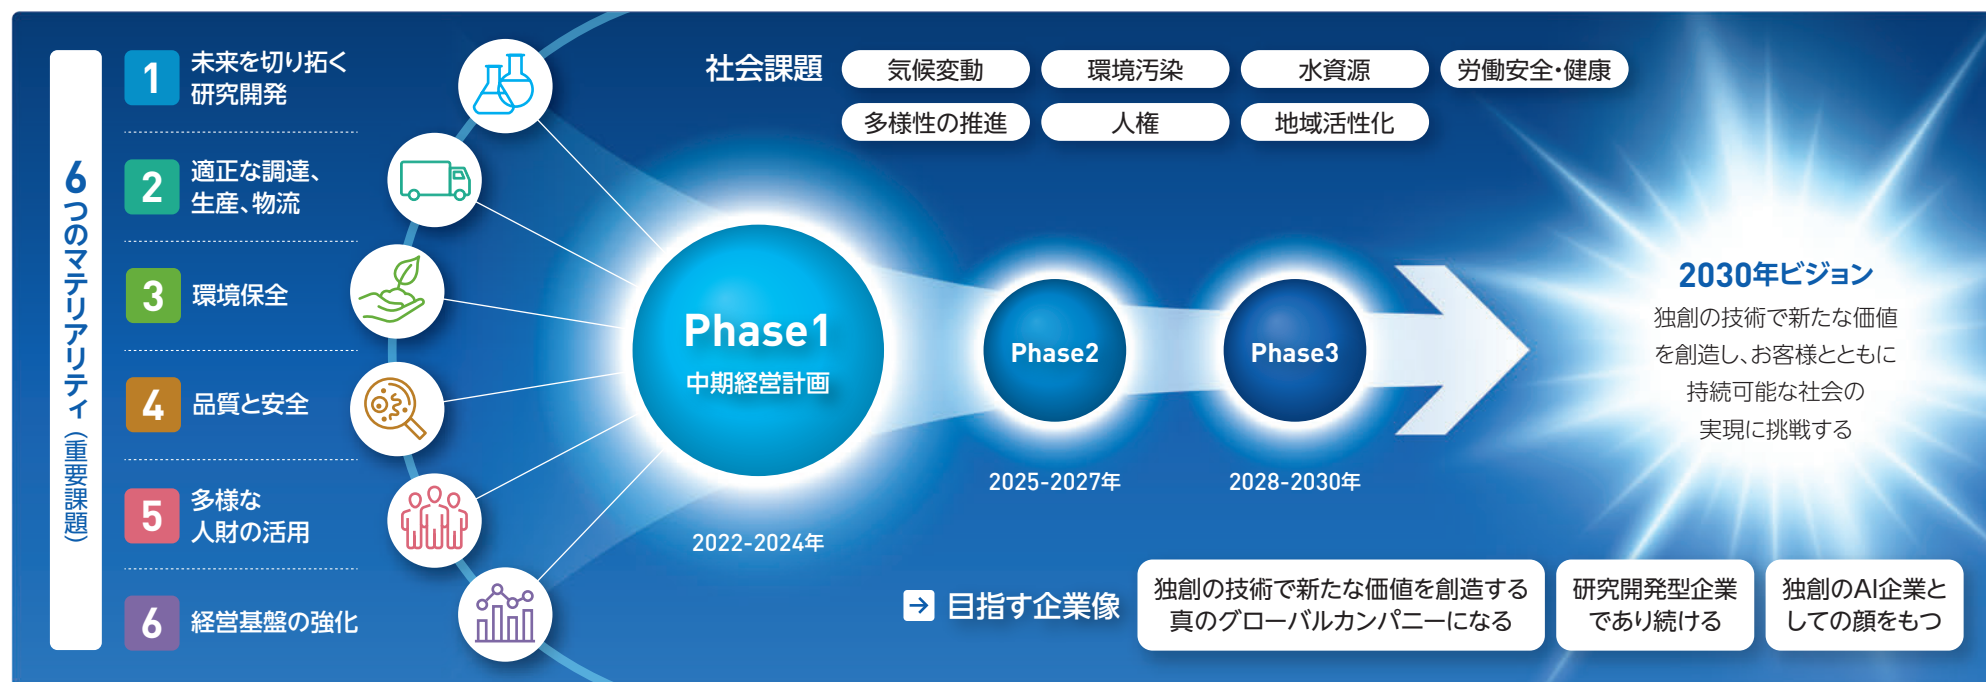 6つのマテリアリティ(重要課題)
1
未来を切り拓く
研究開発
2
適正な調達、
生産、物流
3
環境保全
4
品質と安全
5
多様な
人財の活用
6
経営基盤の強化
社会課題
気候変動
環境汚染
水資源
労働安全・健康
多様性の推進
人権
地域活性化
Phase1
中期経営計画
2022-2024年
Phase2
2025-2027年
Phase3
2028-2030年
2030年ビジョン
独創の技術で新たな価値
を創造し、お客様とともに
持続可能な社会の
実現に挑戦する
目指す企業像
独創の技術で新たな価値を創造する
真のグローバルカンパニーになる
研究開発型企業
であり続ける
独創のAI企業と
しての顔をもつ